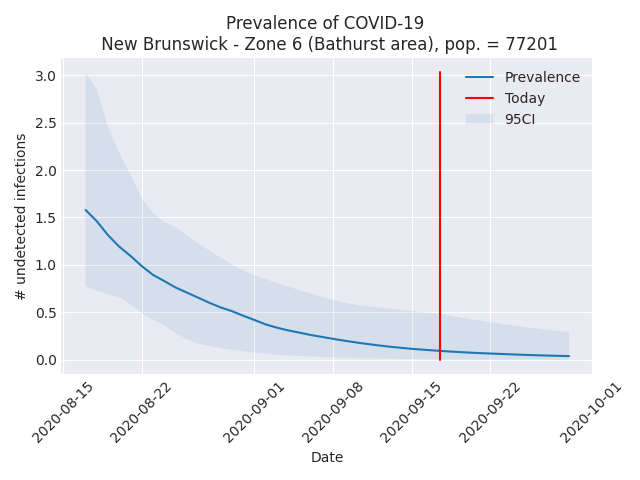 Prevalence of COVID-19
New Brunswick - Zone 6 (Bathurst area), pop. = 77201
Prevalence
Today
95CI
# undetected infections
3.0
2.5
2.0
1.5
1.0
0.5
0.0
2020-08-15
2020-08-22
2020-09-01
2020-09-08
2020-09-15
2020-09-22
2020-10-01
Date